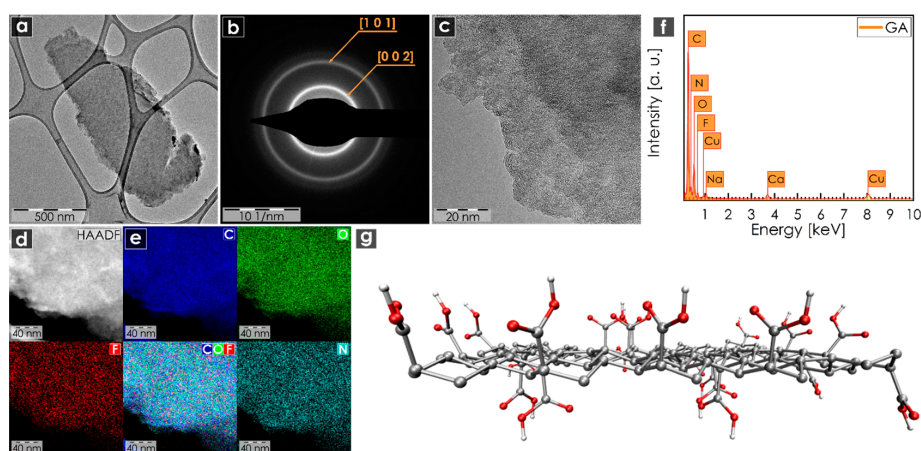 a
500 nm
b
[1 0 1]
[0 0 2]
10 1/nm
c
20 nm
f
GA
C
N
O
F
Cu
Na
Ca
Cu
Intensity [a. u.]
1 2 3 4 5 6 7 8 9 10
Energy [keV]
d
HAADF
40 nm
e
C
40 nm
O
40 nm
F
40 nm
COF
40 nm
N
40 nm
g